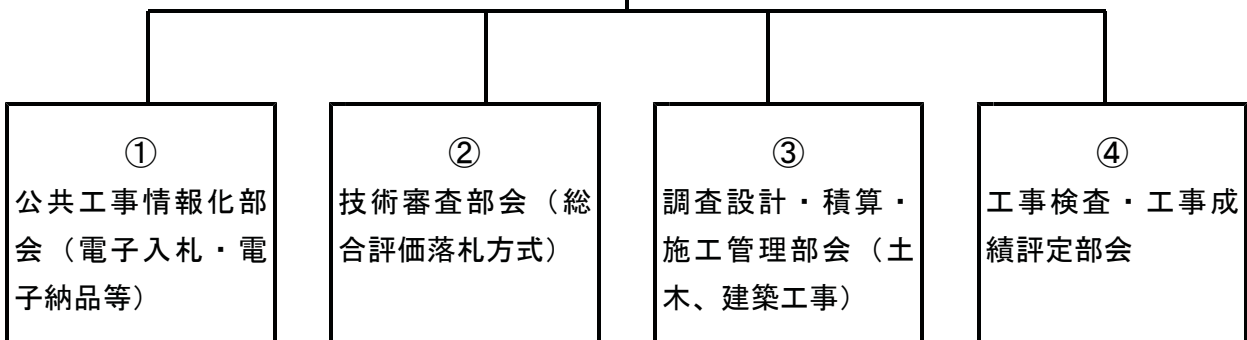 ①
公共工事情報化部
会（電子入札・電
子納品等）
②
技術審査部会（総
合評価落札方式）
③
調査設計・積算・
施工管理部会（土
木、建築工事）
④
工事検査・工事成
績評定部会